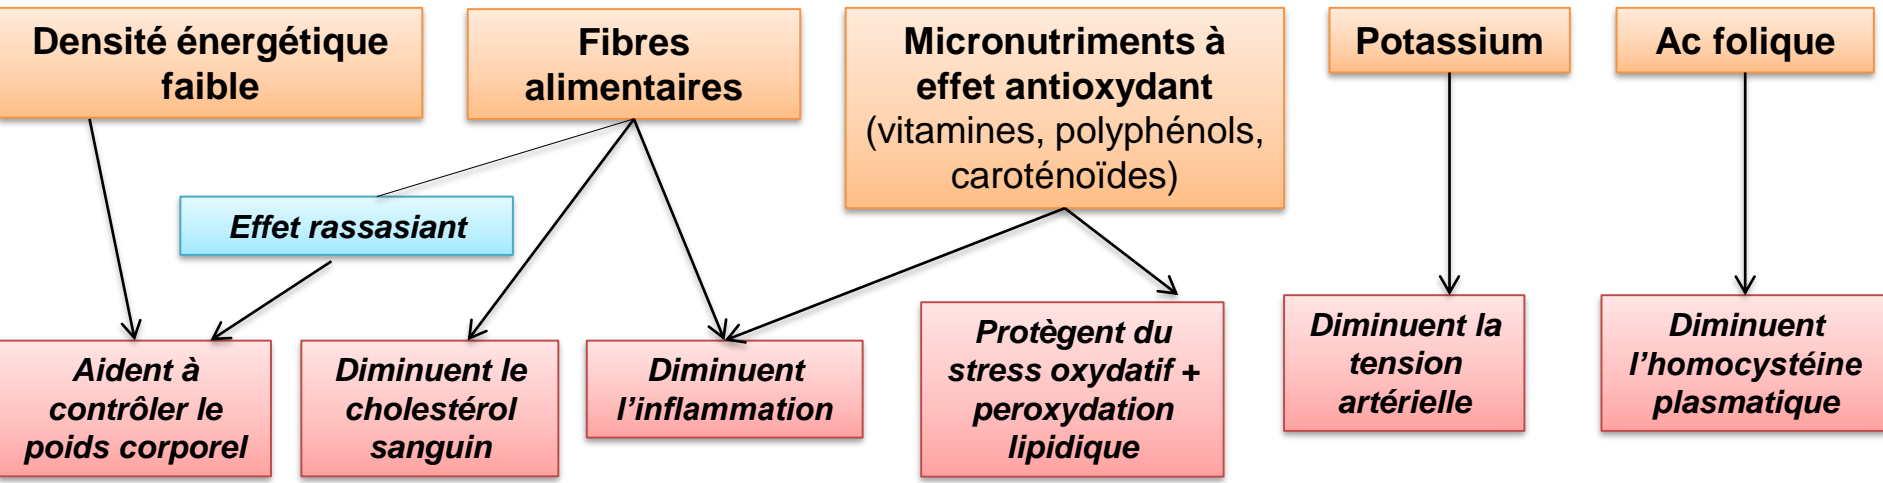 Densité énergétique
faible
Fibres
alimentaires
Micronutriments à
effet antioxydant
(vitamines, polyphénols,
caroténoïdes)
Potassium
Ac folique
Effet rassasiant
Aident à
contrôler le
poids corporel
Diminuent le
cholestérol
sanguin
Diminuent
l'inflammation
Protègent du
stress oxydatif +
peroxydation
lipidique
Diminuent la
tension
artérielle
Diminuent
l'homocystéine
plasmatique